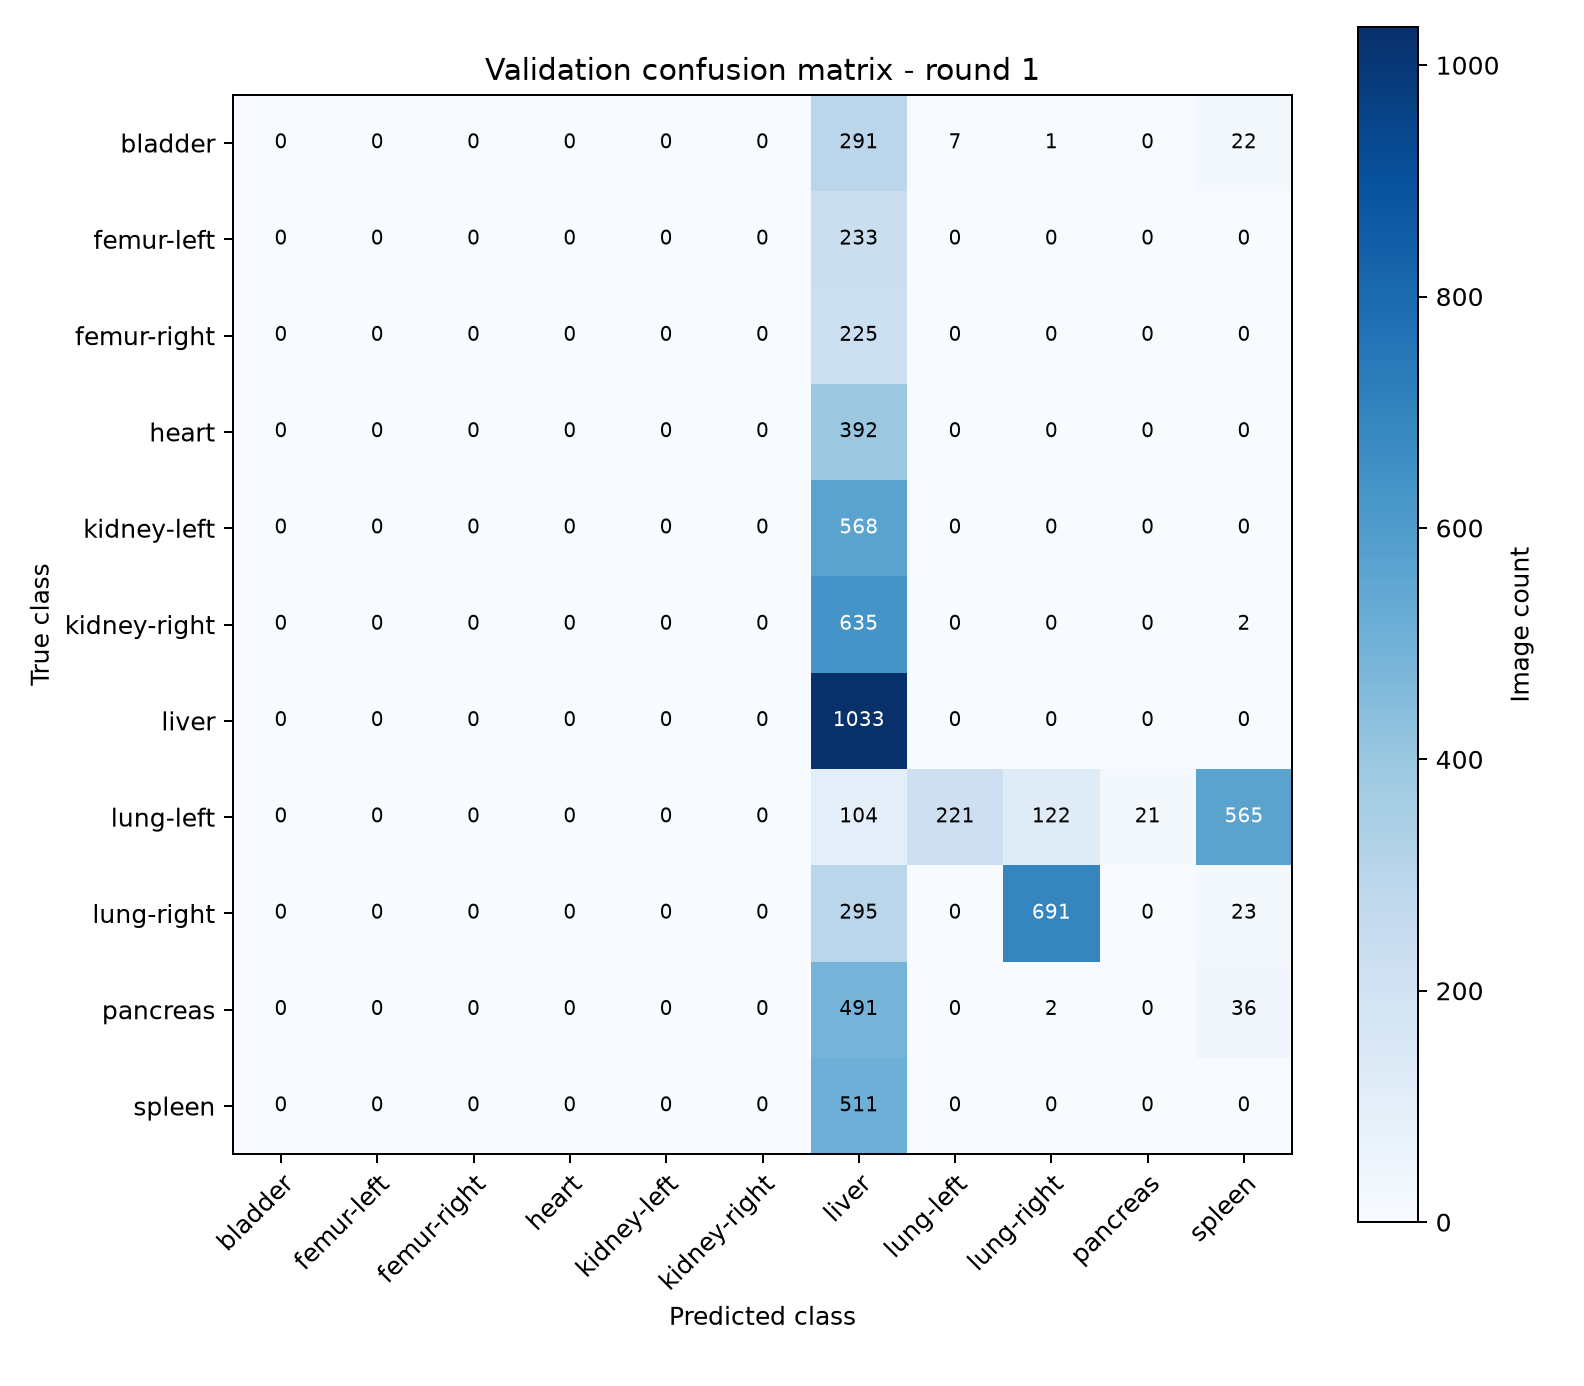 Validation confusion matrix - round 1
1000
800
600
400
200
0
Image count
True class
bladder 0 0 0 0 0 0 291 7 1 0 22
femur-left 0 0 0 0 0 0 233 0 0 0 0
femur-right 0 0 0 0 0 0 225 0 0 0 0
heart 0 0 0 0 0 0 392 0 0 0 0
kidney-left 0 0 0 0 0 0 568 0 0 0 0
kidney-right 0 0 0 0 0 0 635 0 0 0 2
liver 0 0 0 0 0 0 1033 0 0 0 0
lung-left 0 0 0 0 0 0 104 221 122 21 565
lung-right 0 0 0 0 0 0 295 0 691 0 23
pancreas 0 0 0 0 0 0 491 0 2 0 36
spleen 0 0 0 0 0 0 511 0 0 0 0
bladder femur-left femur-right heart kidney-left kidney-right liver lung-left lung-right pancreas spleen
Predicted class